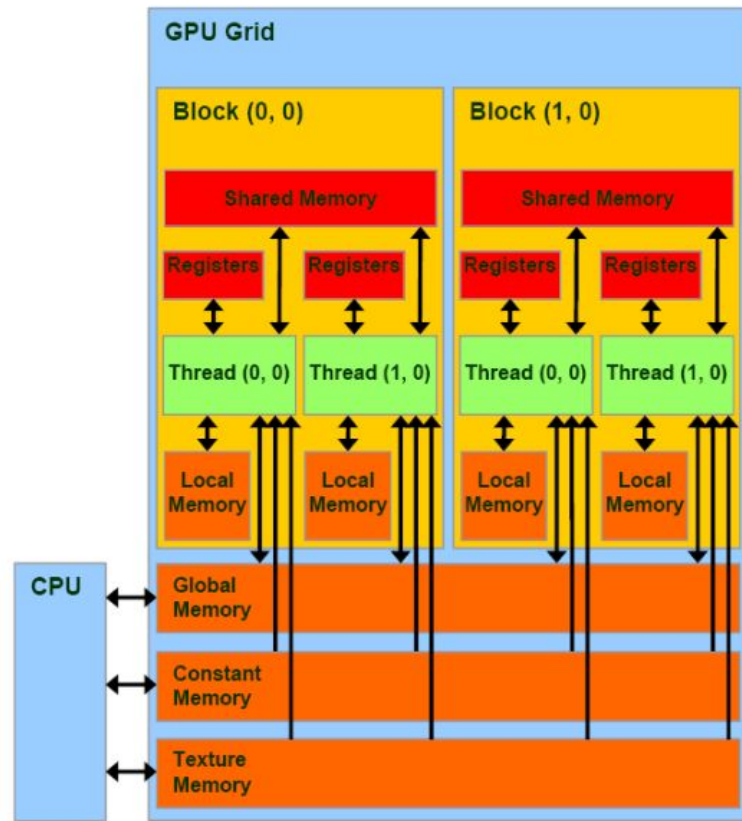 GPU Grid
Block (0, 0)
Block (1, 0)
Shared Memory
Shared Memory
Registers
Registers
Registers
Registers
Thread (0, 0)
Thread (1, 0)
Thread (0, 0)
Thread (1, 0)
Local
Memory
Local
Memory
Local
Memory
Local
Memory
CPU
Global
Memory
Constant
Memory
Texture
Memory